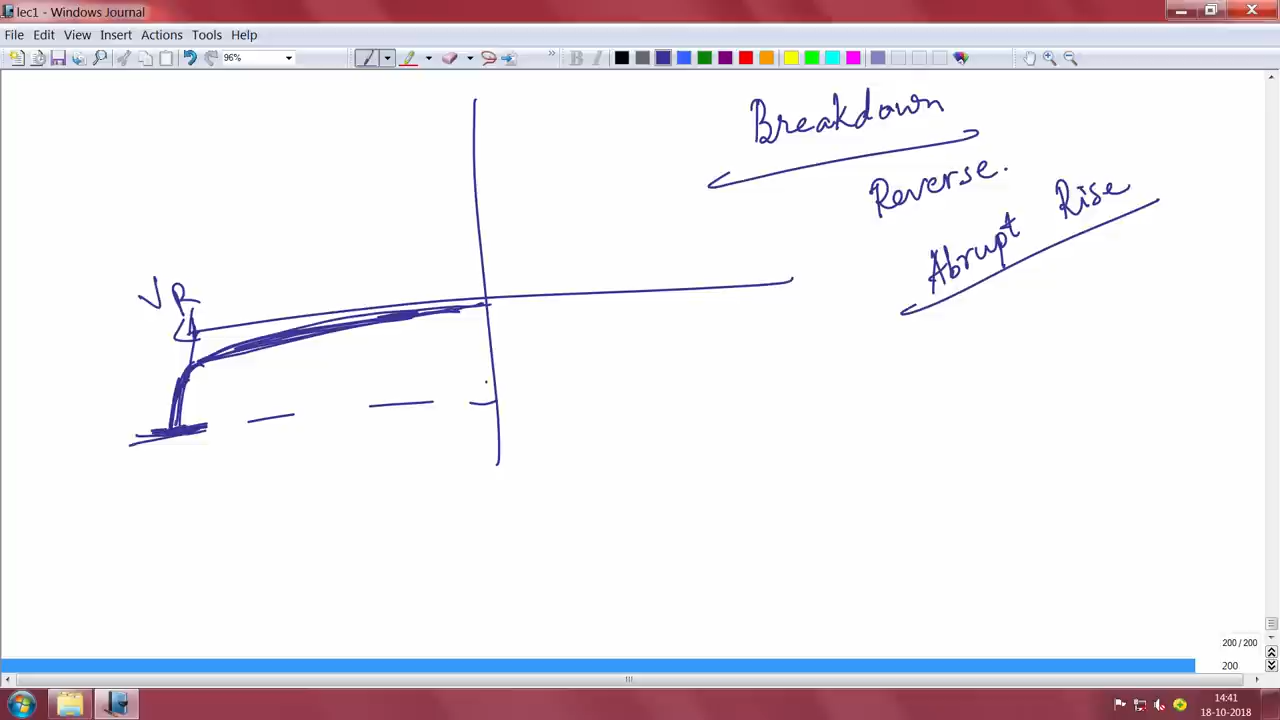 lec1 - Windows Journal
File Edit View Insert Actions Tools Help
96%
B I
Breakdown
Reverse.
Abrupt Rise
VR
200 / 200
200
14:41
18-10-2018